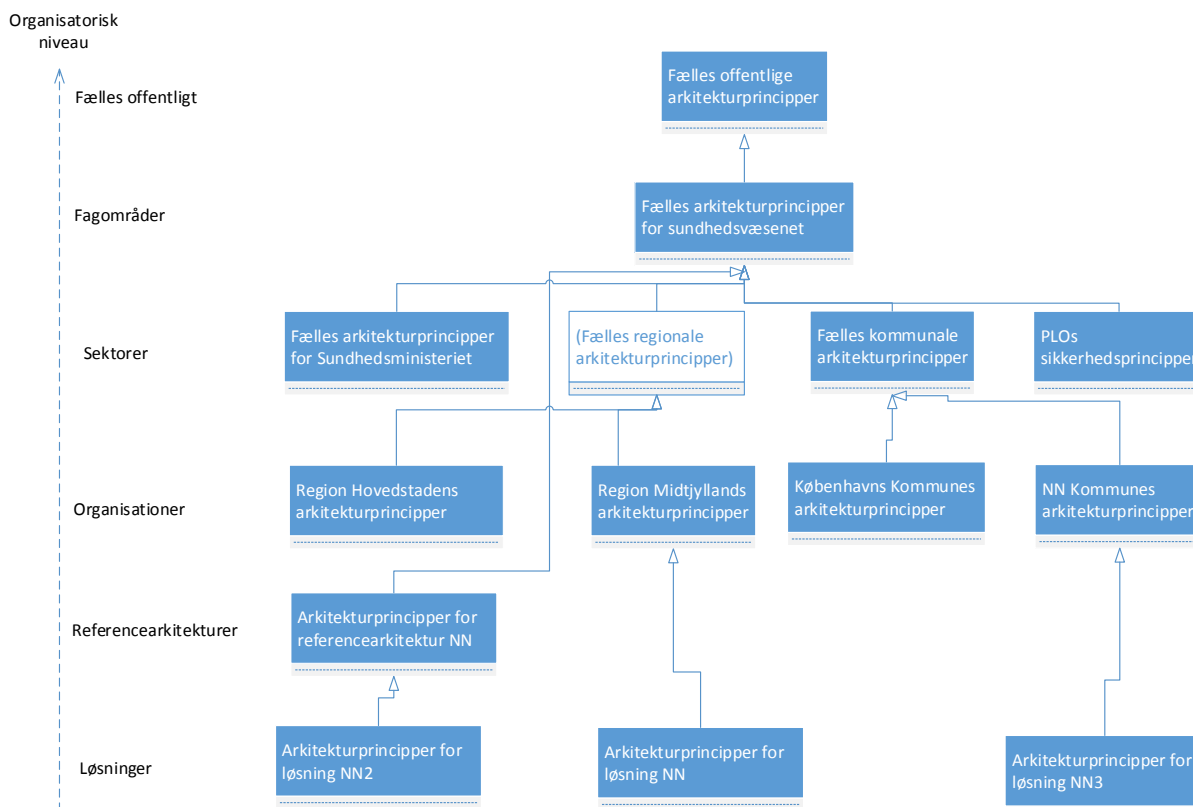 Organisatorisk
niveau
Fælles offentligt
Fælles offentlige
arkitekturprincipper
Fagområder
Fælles arkitekturprincipper
for sundhedsvæsenet
Sektorer
Fælles arkitekturprincipper
for Sundhedsministeriet
(Fælles regionale
arkitekturprincipper)
Fælles kommunale
arkitekturprincipper
PLOs
sikkerhedsprincipper
Organisationer
Region Hovedstadens
arkitekturprincipper
Region Midtjyllands
arkitekturprincipper
Københavns Kommunes
arkitekturprincipper
NN Kommunes
arkitekturprincipper
Referencearkitekturer
Arkitekturprincipper for
referencearkitektur NN
Løsninger
Arkitekturprincipper for
løsning NN2
Arkitekturprincipper for
løsning NN
Arkitekturprincipper for
løsning NN3